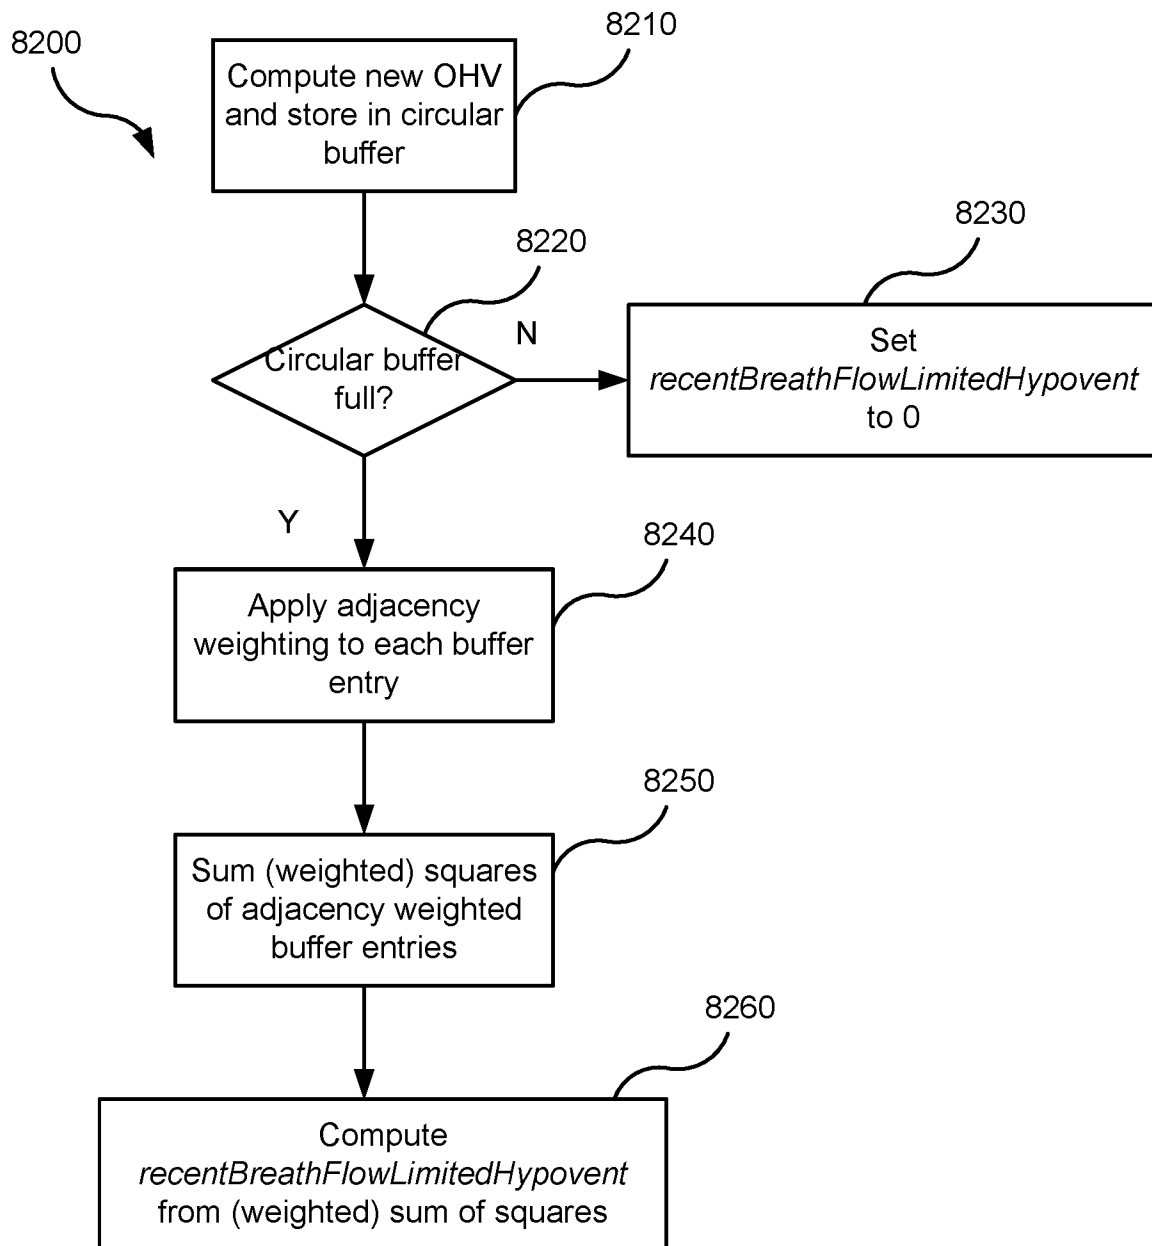 8200
8210
Compute new OHV
and store in circular
buffer
8220
8230
Circular buffer
full?
N
Set
recentBreathFlowLimitedHypovent
to 0
Y
8240
Apply adjacency
weighting to each buffer
entry
8250
Sum (weighted) squares
of adjacency weighted
buffer entries
8260
Compute
recentBreathFlowLimitedHypovent
from (weighted) sum of squares